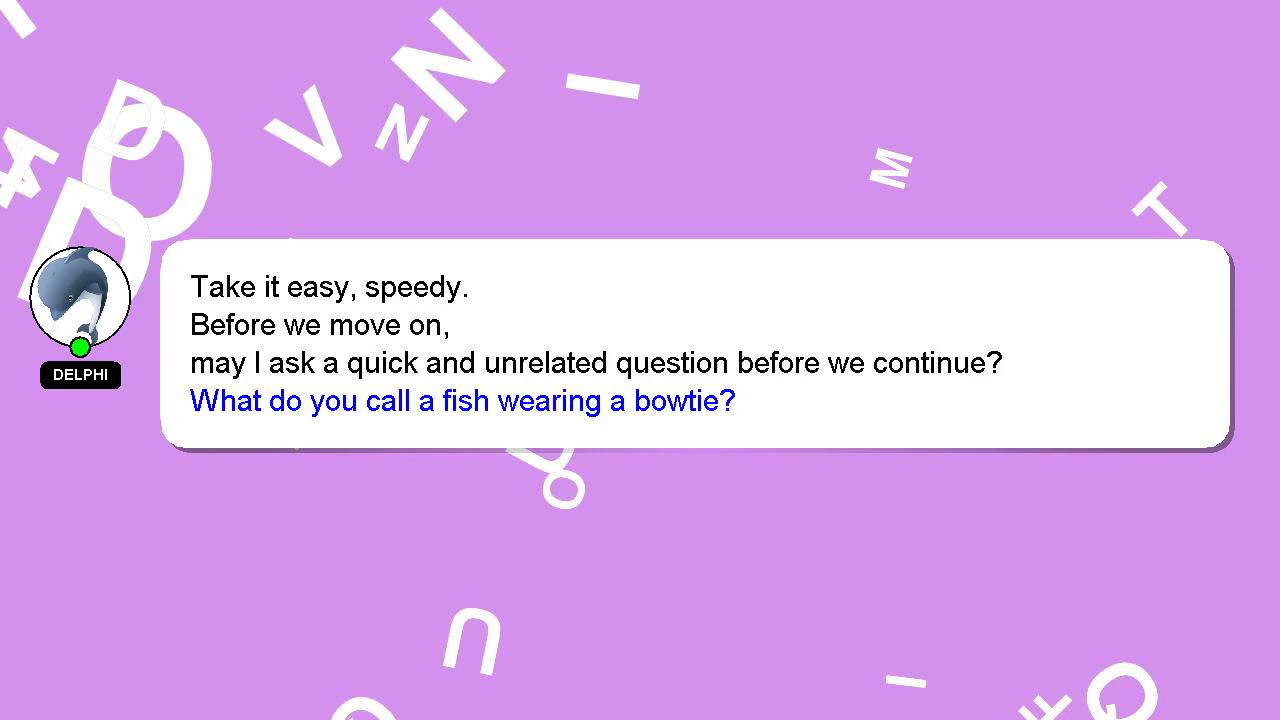 Take it easy, speedy.
Before we move on,
may I ask a quick and unrelated question before we continue?
What do you call a fish wearing a bowtie?
DELPHI